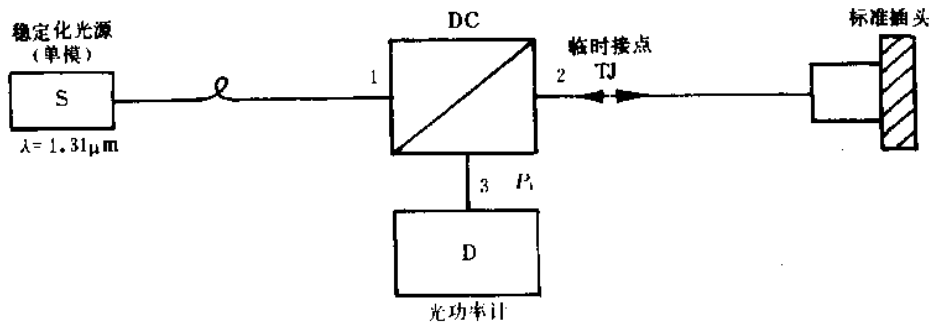 稳定化光源
(单模)
S
λ= 1.31μm
1
DC
2
临时接点
TJ
标准插头
3
P₁
D
光功率计